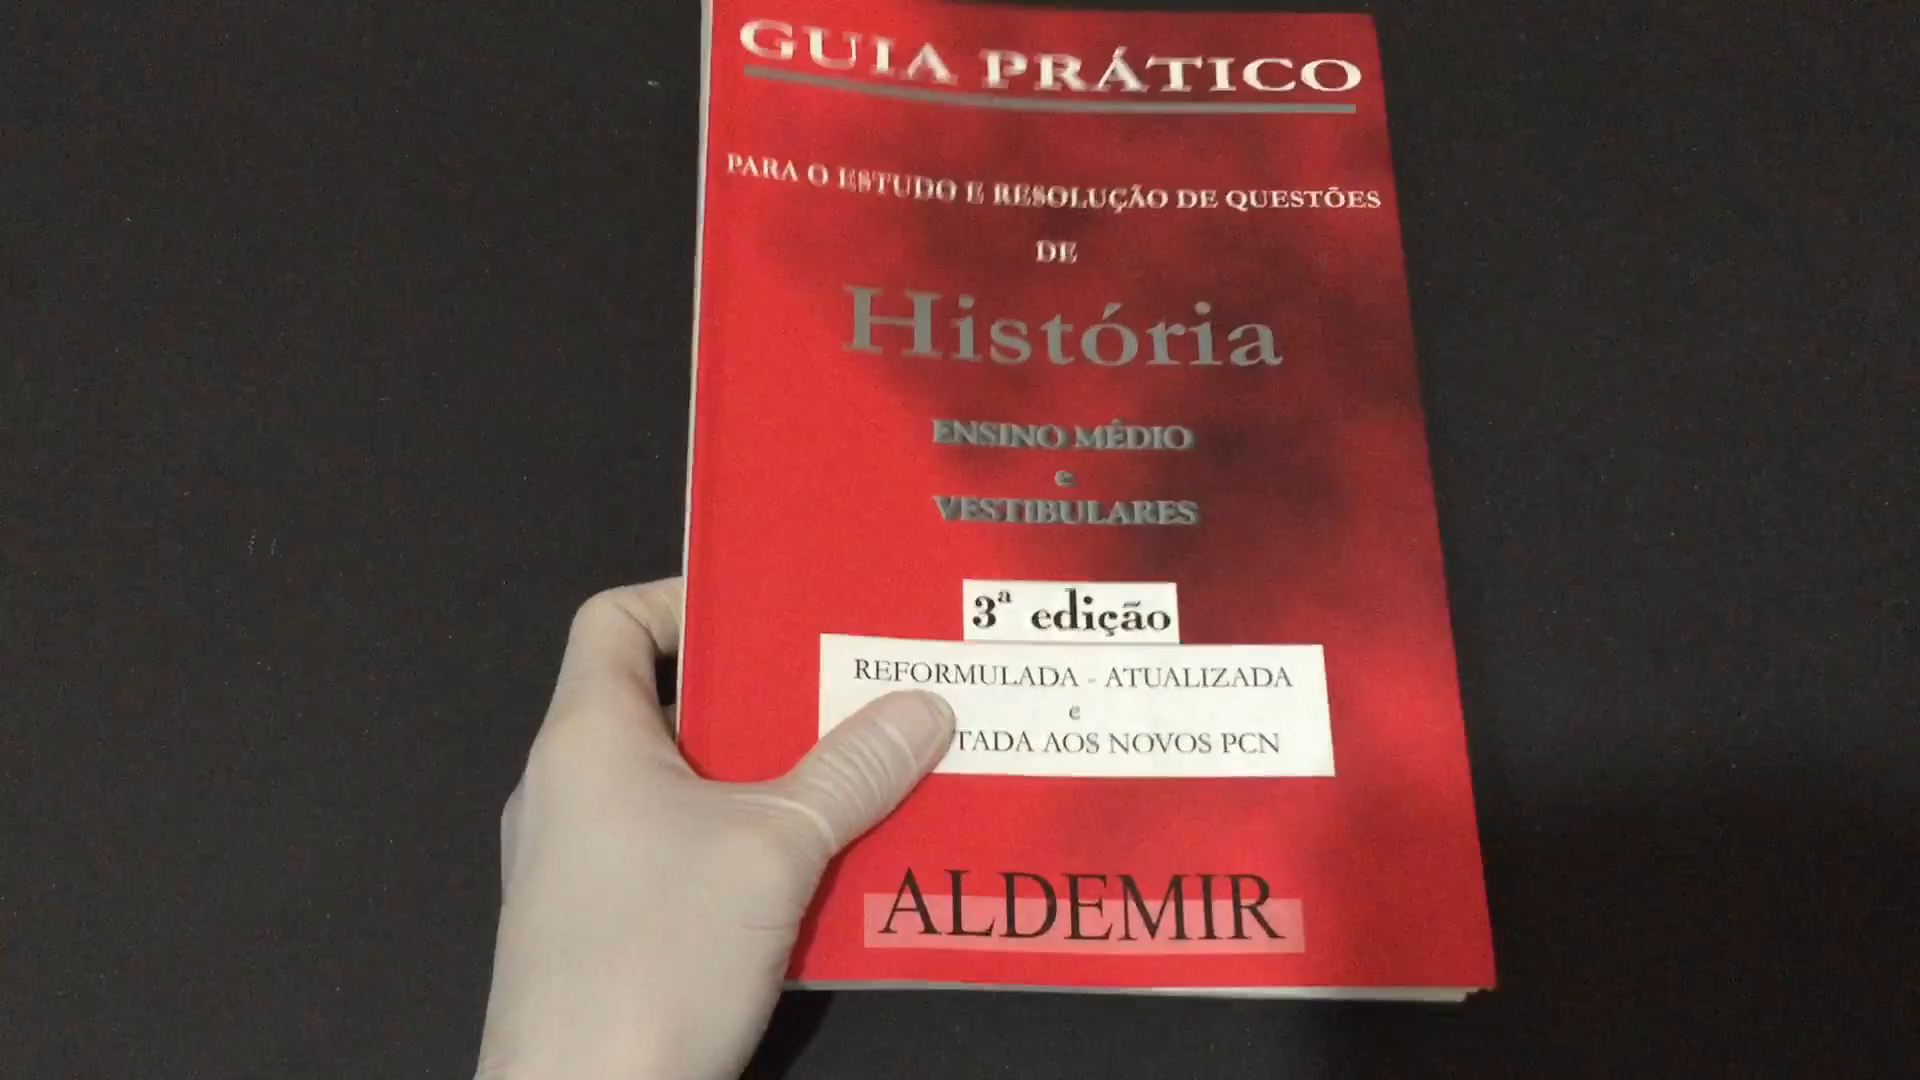 GUIA PRÁTICO
PARA O ESTUDO E RESOLUÇÃO DE QUESTÕES
DE
História
ENSINO MÉDIO
e
VESTIBULARES
3ª edição
REFORMULADA - ATUALIZADA
e
TADA AOS NOVOS PCN
ALDEMIR